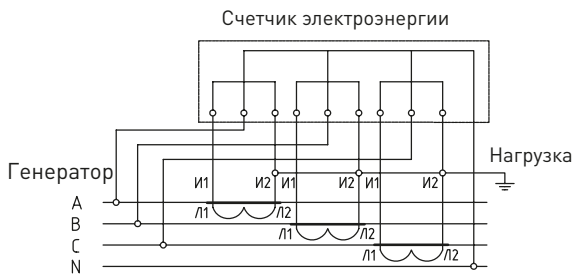 Счетчик электроэнергии
Генератор
Нагрузка
И1 И2 И1 И2 И1 И2
A
Л1 Л2
B
Л1 Л2
C
Л1 Л2
N